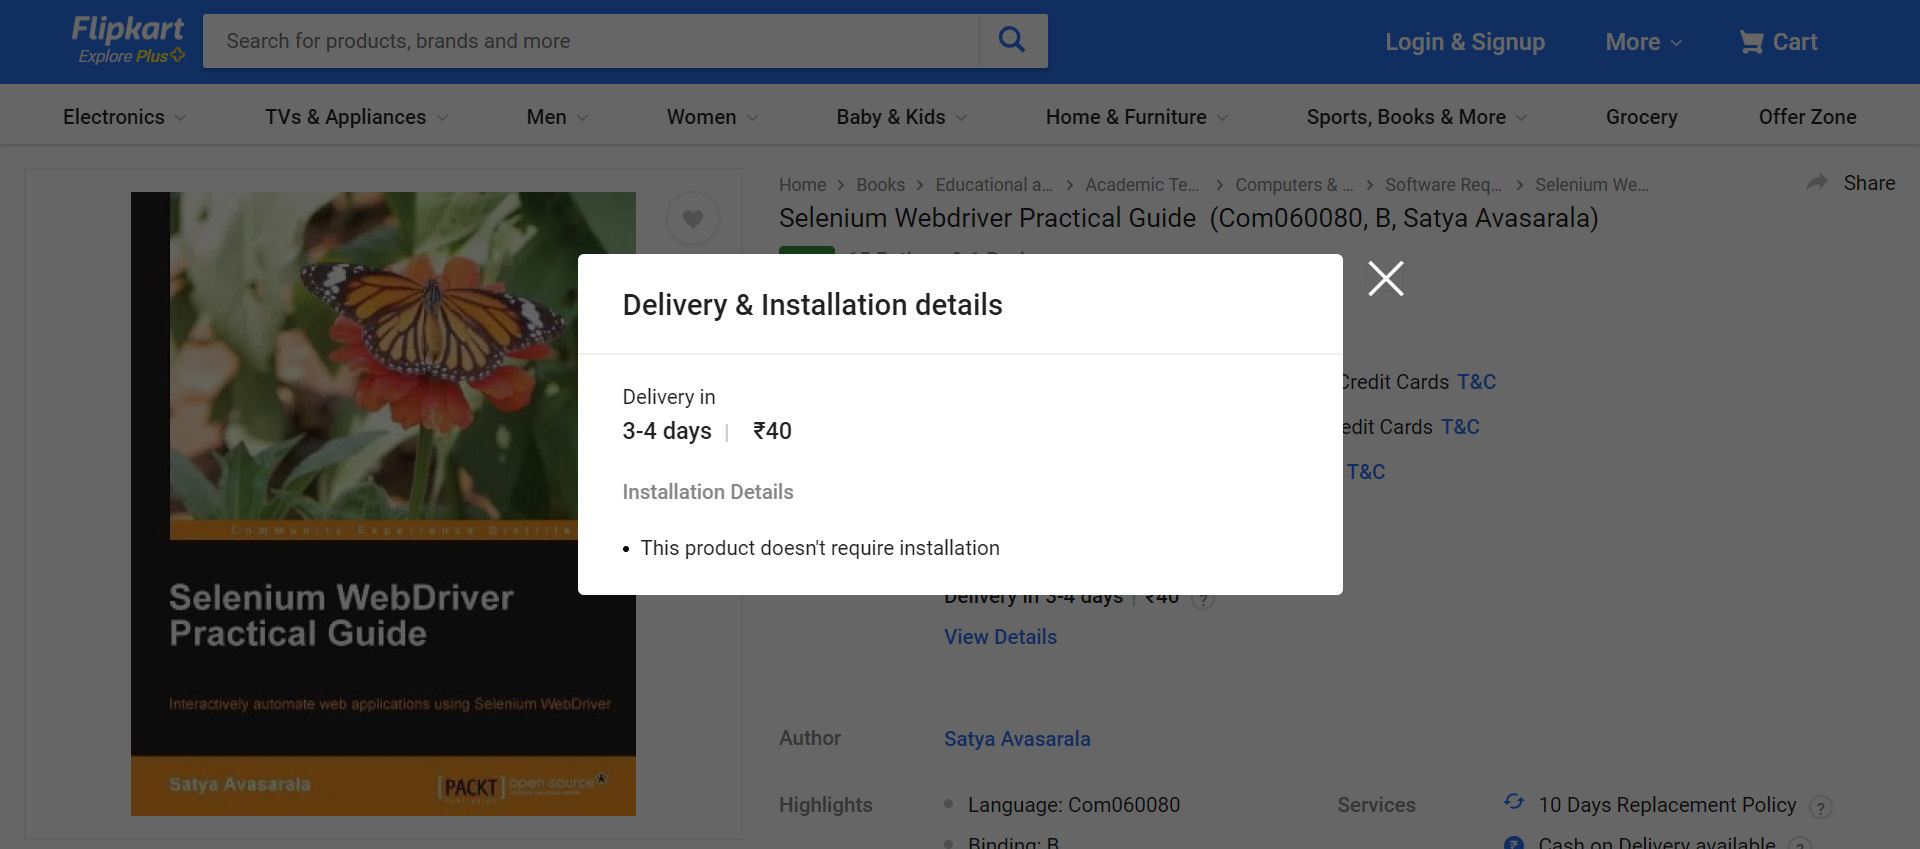 Flipkart
Explore Plus
Search for products, brands and more
Login & Signup
More
Cart
Electronics
TVs & Appliances
Men
Women
Baby & Kids
Home & Furniture
Sports, Books & More
Grocery
Offer Zone
Home
Books
Educational a...
Academic Te...
Computers & ...
Software Req...
Selenium We...
Share
Selenium Webdriver Practical Guide (Com060080, B, Satya Avasarala)
Delivery & Installation details
Delivery in
3-4 days | ₹40
Installation Details
• This product doesn't require installation
Credit Cards T&C
edit Cards T&C
T&C
Delivery in 3-4 days | ₹40 ?
View Details
Author
Satya Avasarala
Highlights
Language: Com060080
Binding: B
Services
10 Days Replacement Policy ?
₹ Cash on Delivery available ?
Community Experience Distille
Selenium WebDriver
Practical Guide
Interactively automate web applications using Selenium WebDriver
Satya Avasarala
[PACKT]
PUBLISHING
open source*